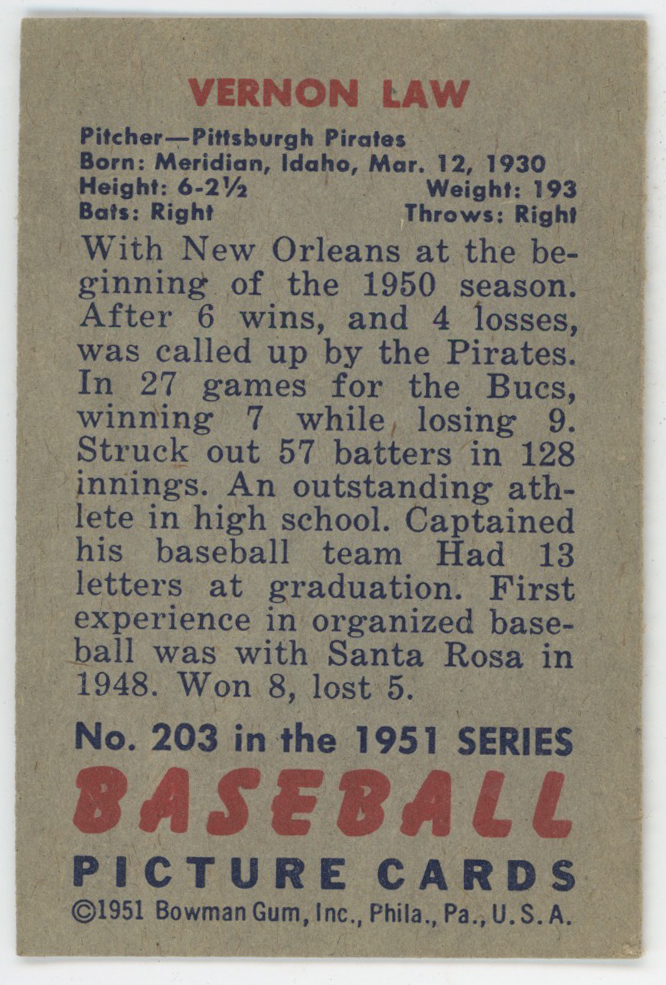 VERNON LAW
Pitcher—Pittsburgh Pirates
Born: Meridian, Idaho, Mar. 12, 1930
Height: 6-2½ Weight: 193
Bats: Right Throws: Right
With New Orleans at the be-
ginning of the 1950 season.
After 6 wins, and 4 losses,
was called up by the Pirates.
In 27 games for the Bucs,
winning 7 while losing 9.
Struck out 57 batters in 128
innings. An outstanding ath-
lete in high school. Captained
his baseball team Had 13
letters at graduation. First
experience in organized base-
ball was with Santa Rosa in
1948. Won 8, lost 5.
No. 203 in the 1951 SERIES
BASEBALL
PICTURE CARDS
©1951 Bowman Gum, Inc., Phila., Pa., U.S.A.